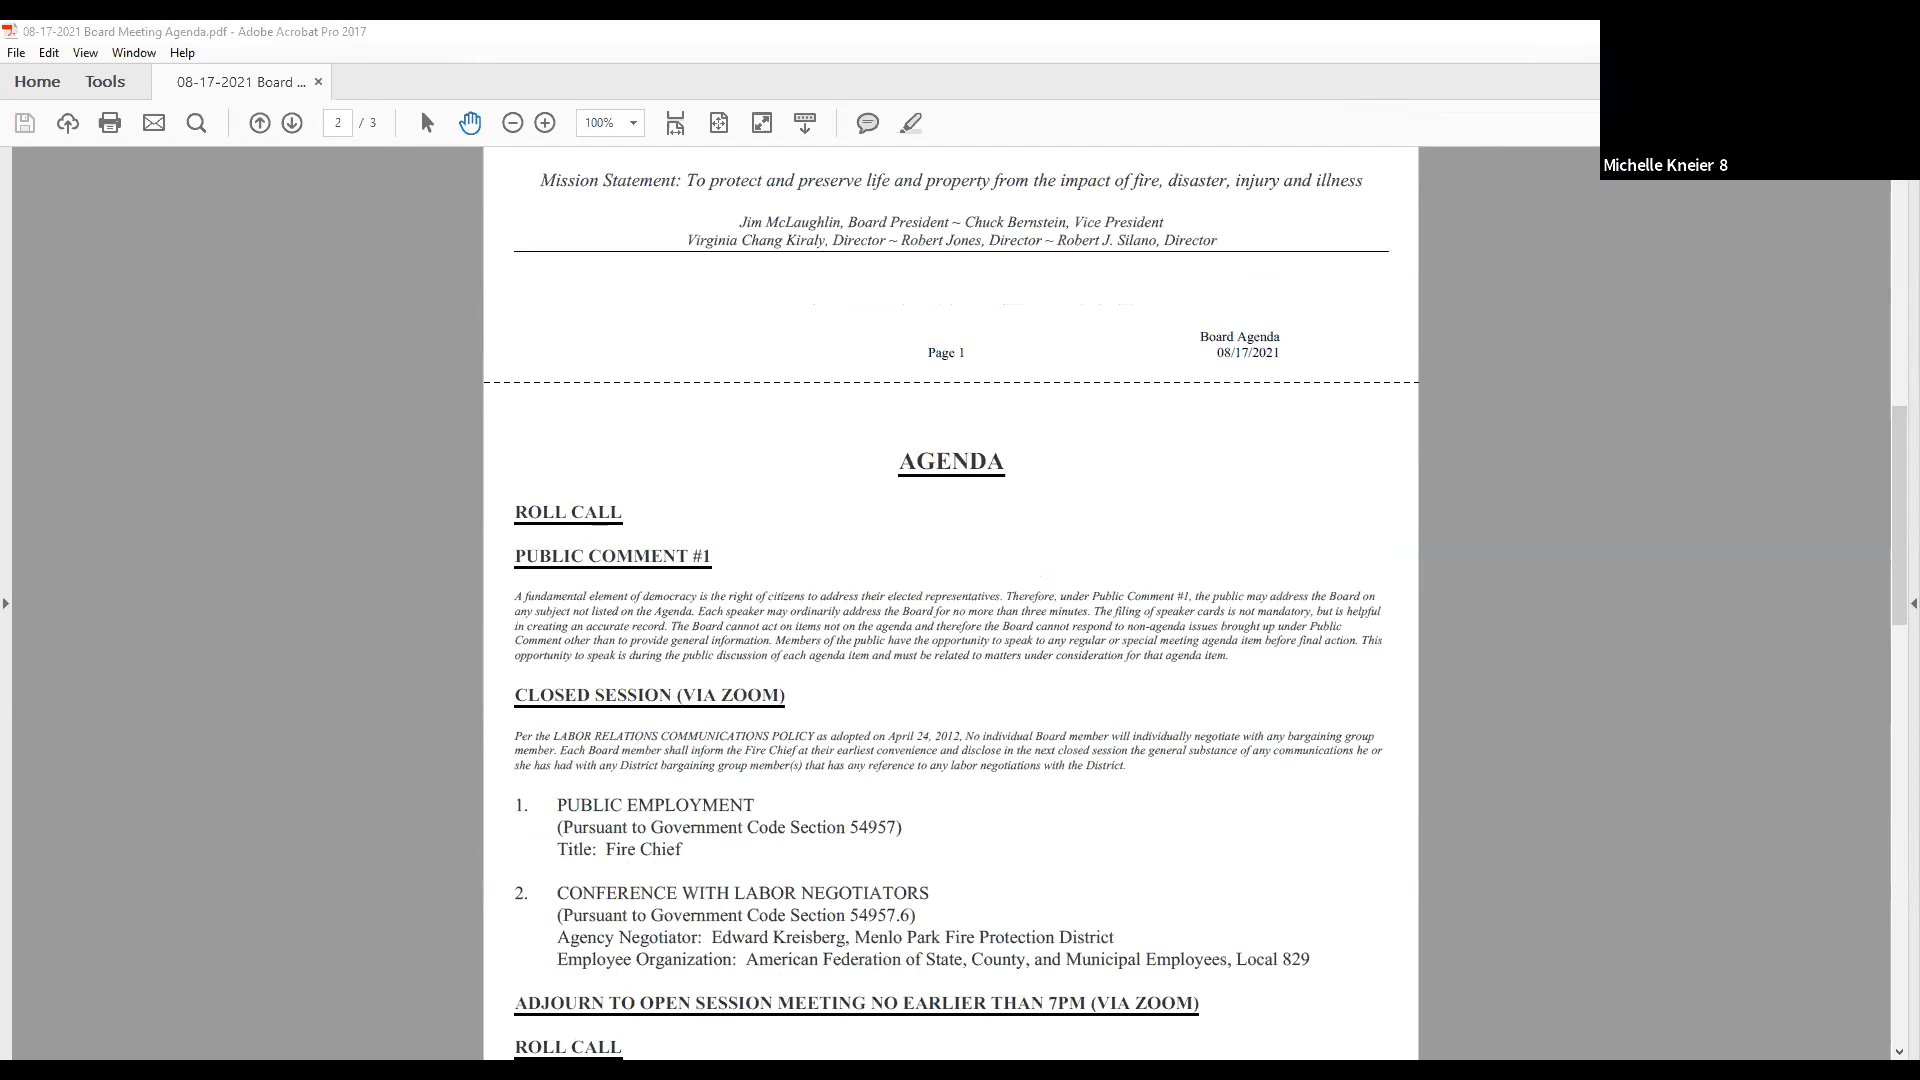 08-17-2021 Board Meeting Agenda.pdf - Adobe Acrobat Pro 2017
File Edit View Window Help
Home Tools 08-17-2021 Board ... ×
2 / 3 100%
Michelle Kneier 8
Mission Statement: To protect and preserve life and property from the impact of fire, disaster, injury and illness
Jim McLaughlin, Board President ~ Chuck Bernstein, Vice President
Virginia Chang Kiraly, Director ~ Robert Jones, Director ~ Robert J. Silano, Director
Board Agenda
Page 1 08/17/2021
AGENDA
ROLL CALL
PUBLIC COMMENT #1
A fundamental element of democracy is the right of citizens to address their elected representatives. Therefore, under Public Comment #1, the public may address the Board on
any subject not listed on the Agenda. Each speaker may ordinarily address the Board for no more than three minutes. The filing of speaker cards is not mandatory, but is helpful
in creating an accurate record. The Board cannot act on items not on the agenda and therefore the Board cannot respond to non-agenda issues brought up under Public
Comment other than to provide general information. Members of the public have the opportunity to speak to any regular or special meeting agenda item before final action. This
opportunity to speak is during the public discussion of each agenda item and must be related to matters under consideration for that agenda item.
CLOSED SESSION (VIA ZOOM)
Per the LABOR RELATIONS COMMUNICATIONS POLICY as adopted on April 24, 2012, No individual Board member will individually negotiate with any bargaining group
member. Each Board member shall inform the Fire Chief at their earliest convenience and disclose in the next closed session the general substance of any communications he or
she has had with any District bargaining group member(s) that has any reference to any labor negotiations with the District.
1. PUBLIC EMPLOYMENT
(Pursuant to Government Code Section 54957)
Title: Fire Chief
2. CONFERENCE WITH LABOR NEGOTIATORS
(Pursuant to Government Code Section 54957.6)
Agency Negotiator: Edward Kreisberg, Menlo Park Fire Protection District
Employee Organization: American Federation of State, County, and Municipal Employees, Local 829
ADJOURN TO OPEN SESSION MEETING NO EARLIER THAN 7PM (VIA ZOOM)
ROLL CALL